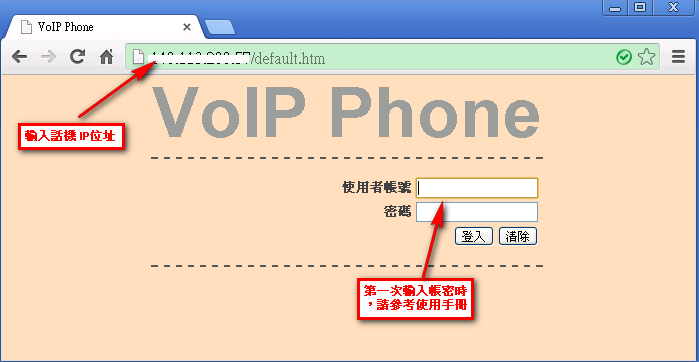 VoIP Phone
/default.htm
VoIP Phone
輸入話機IP位址
使用者帳號
密碼
登入 清除
第一次輸入帳密時
，請參考使用手冊